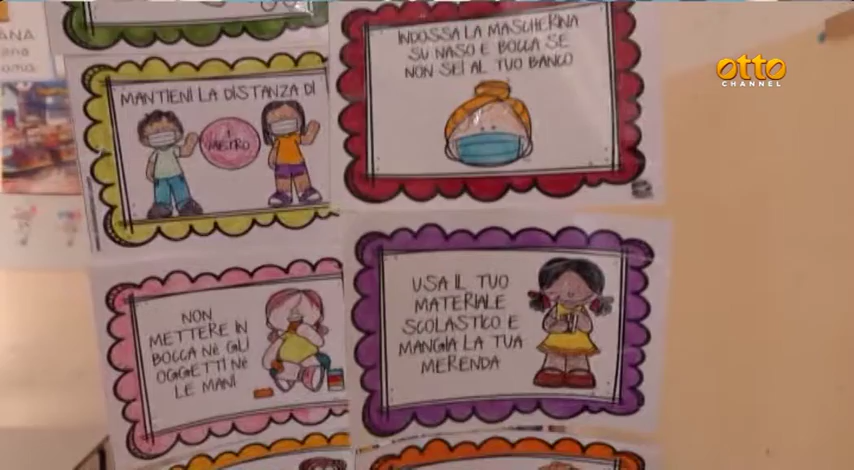 MANTIENI LA DISTANZA DI
1
METRO
INDOSSA LA MASCHERINA
SU NASO E BOCCA SE
NON SEI AL TUO BANCO
otto
CHANNEL
NON
METTERE IN
BOCCA NÈ GLI
OGGETTI NÈ
LE MANI
USA IL TUO
MATERIALE
SCOLASTICO E
MANGIA LA TUA
MERENDA